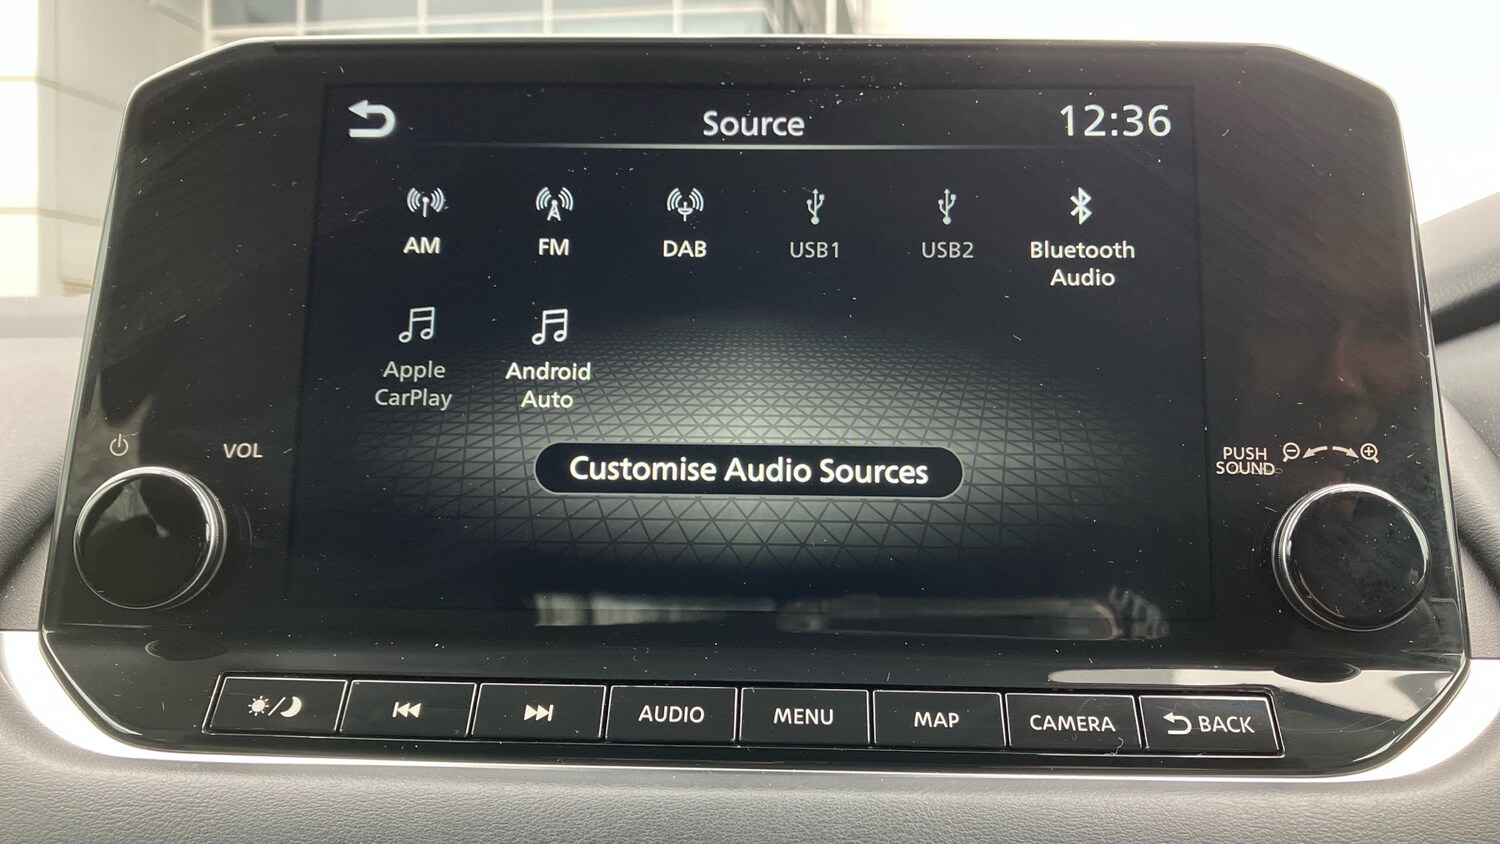 Source
12:36
AM
FM
DAB
USB1
USB2
Bluetooth
Audio
Apple
CarPlay
Android
Auto
Customise Audio Sources
VOL
PUSH
SOUND
AUDIO
MENU
MAP
CAMERA
BACK